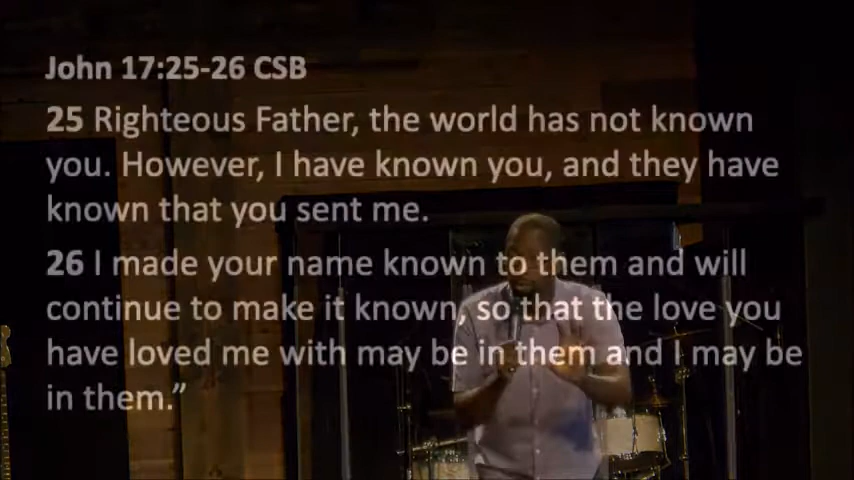 John 17:25-26 CSB
25 Righteous Father, the world has not known
you. However, I have known you, and they have
known that you sent me.
26 I made your name known to them and will
continue to make it known, so that the love you
have loved me with may be in them and I may be
in them.”